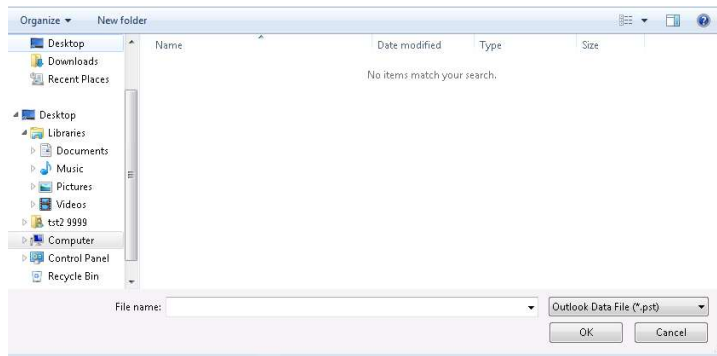 Organize New folder
Desktop
Downloads
Recent Places
Desktop
Libraries
Documents
Music
Pictures
Videos
tst2 9999
Computer
Control Panel
Recycle Bin
Name Date modified Type Size
No items match your search.
File name: Outlook Data File (*.pst)
OK Cancel